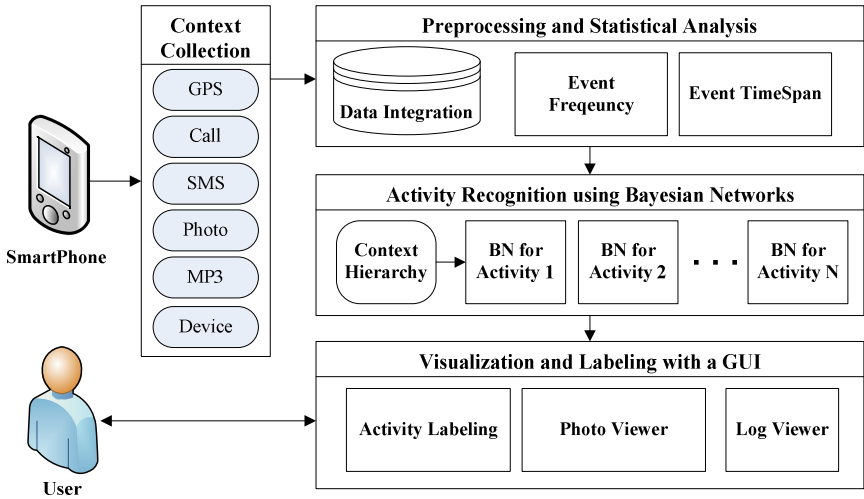 SmartPhone
Context
Collection
GPS
Call
SMS
Photo
MP3
Device
Preprocessing and Statistical Analysis
Data Integration
Event
Freqeuncy
Event TimeSpan
Activity Recognition using Bayesian Networks
Context
Hierarchy
BN for
Activity 1
BN for
Activity 2
. . .
BN for
Activity N
Visualization and Labeling with a GUI
Activity Labeling
Photo Viewer
Log Viewer
User